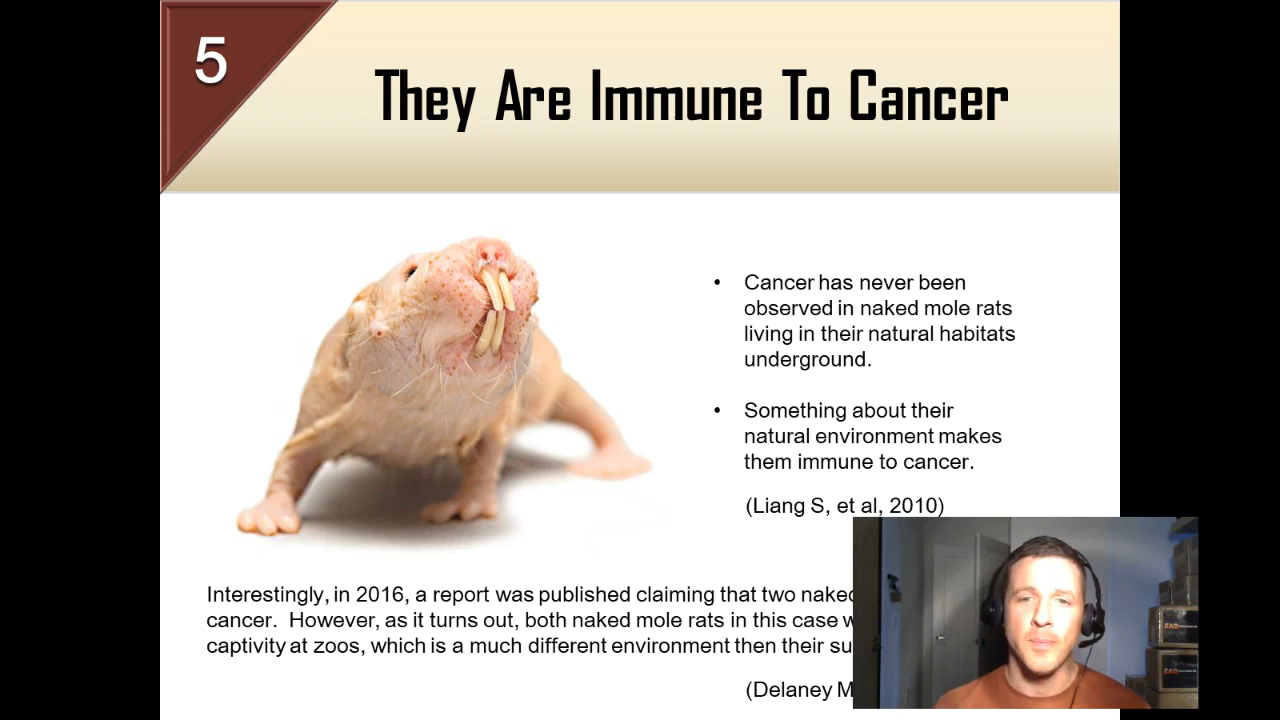 5
They Are Immune To Cancer
• Cancer has never been
observed in naked mole rats
living in their natural habitats
underground.
• Something about their
natural environment makes
them immune to cancer.
(Liang S, et al, 2010)
Interestingly, in 2016, a report was published claiming that two naked
cancer. However, as it turns out, both naked mole rats in this case
captivity at zoos, which is a much different environment then their
(Delaney M
EAD
EAD